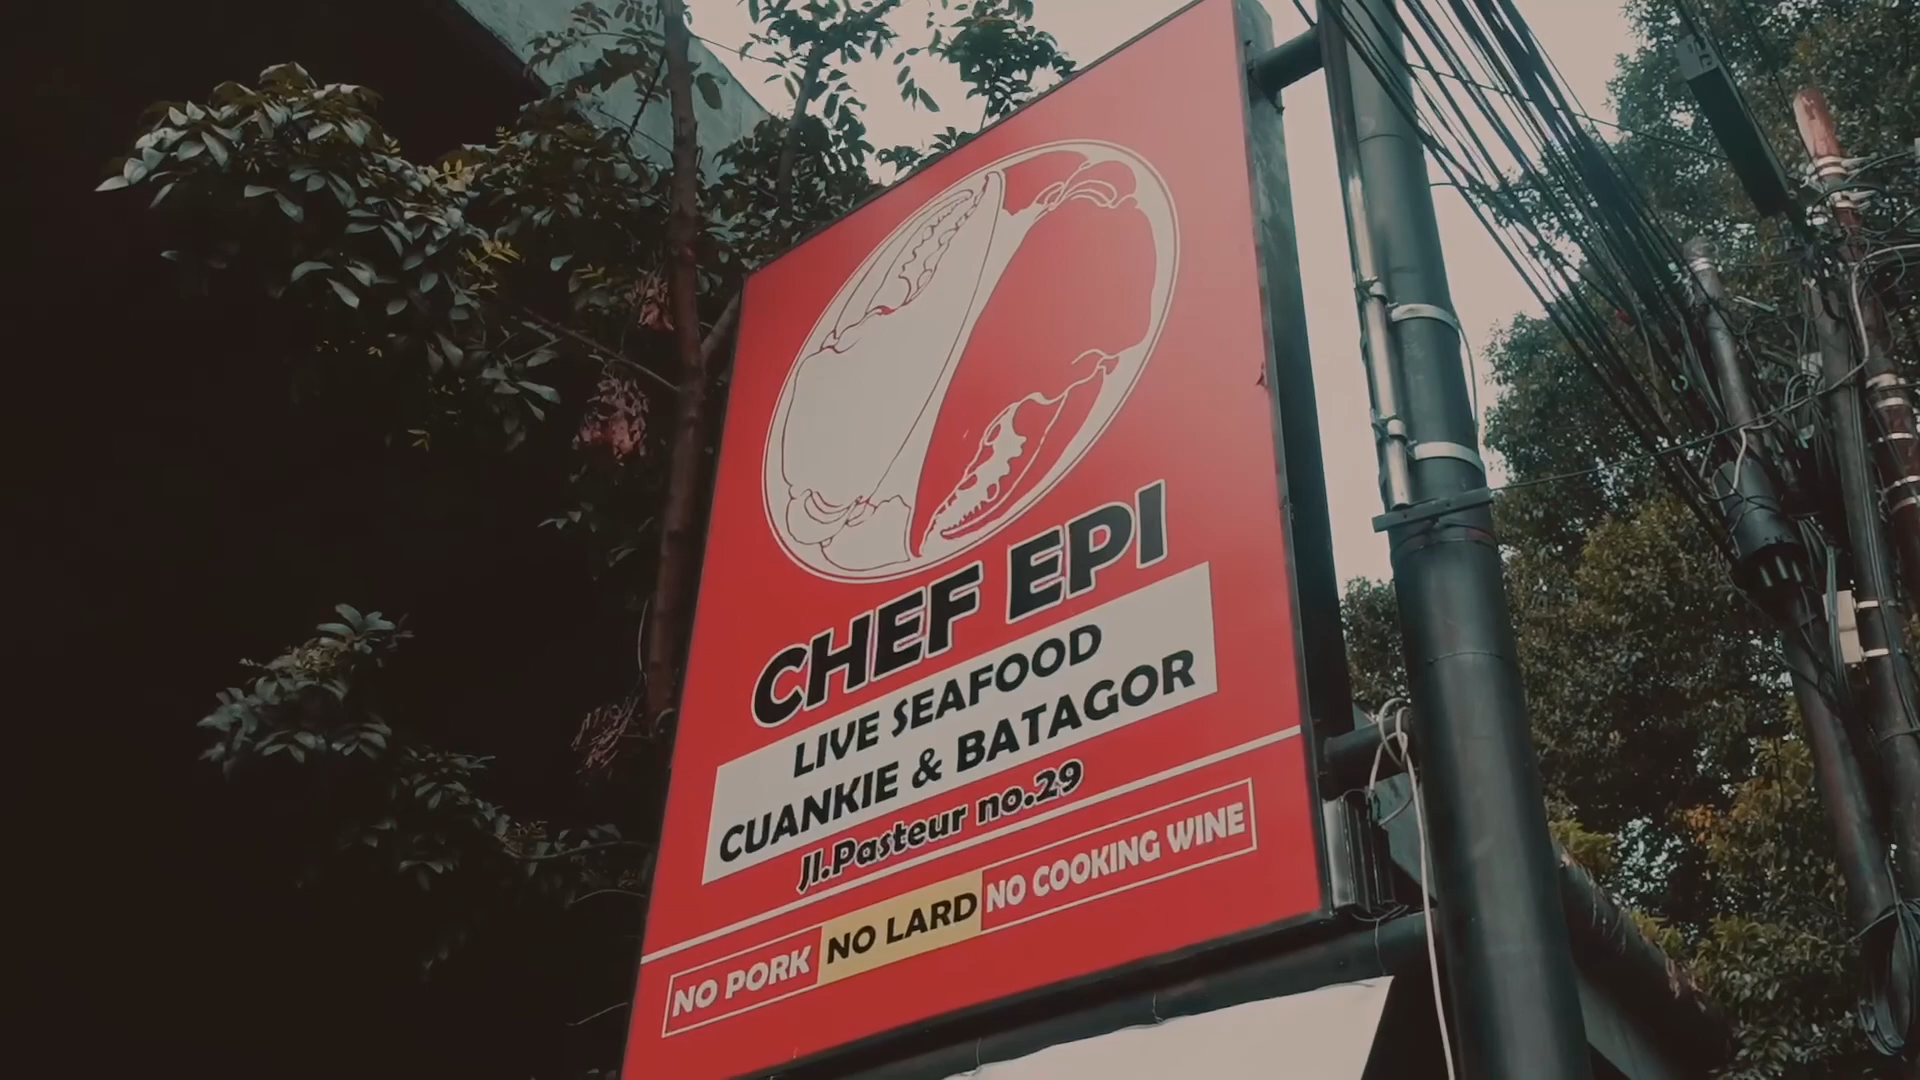 CHEF EPI
LIVE SEAFOOD
CUANKIE & BATAGOR
Jl.Pasteur no.29
NO PORK NO LARD NO COOKING WINE